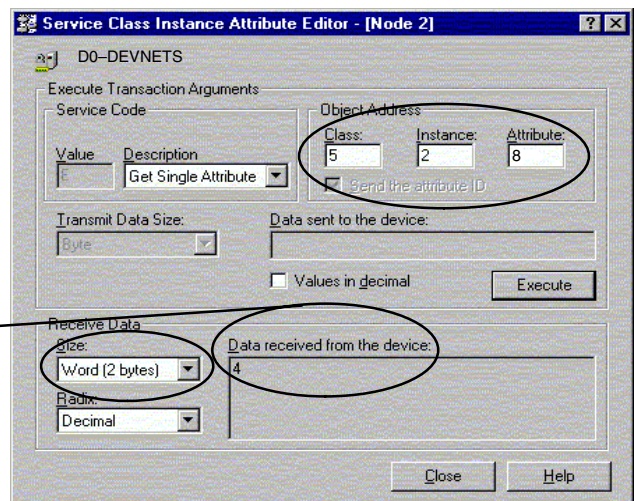 Service Class Instance Attribute Editor - [Node 2]
D0–DEVNETS
Execute Transaction Arguments
Service Code
Object Address
Value
Description
Class:
Instance:
Attribute:
E
Get Single Attribute
5
2
8
Send the attribute ID
Transmit Data Size:
Data sent to the device:
Byte
Values in decimal
Execute
Receive Data
Size:
Data received from the device:
Word (2 bytes)
4
Radix:
Decimal
Close
Help